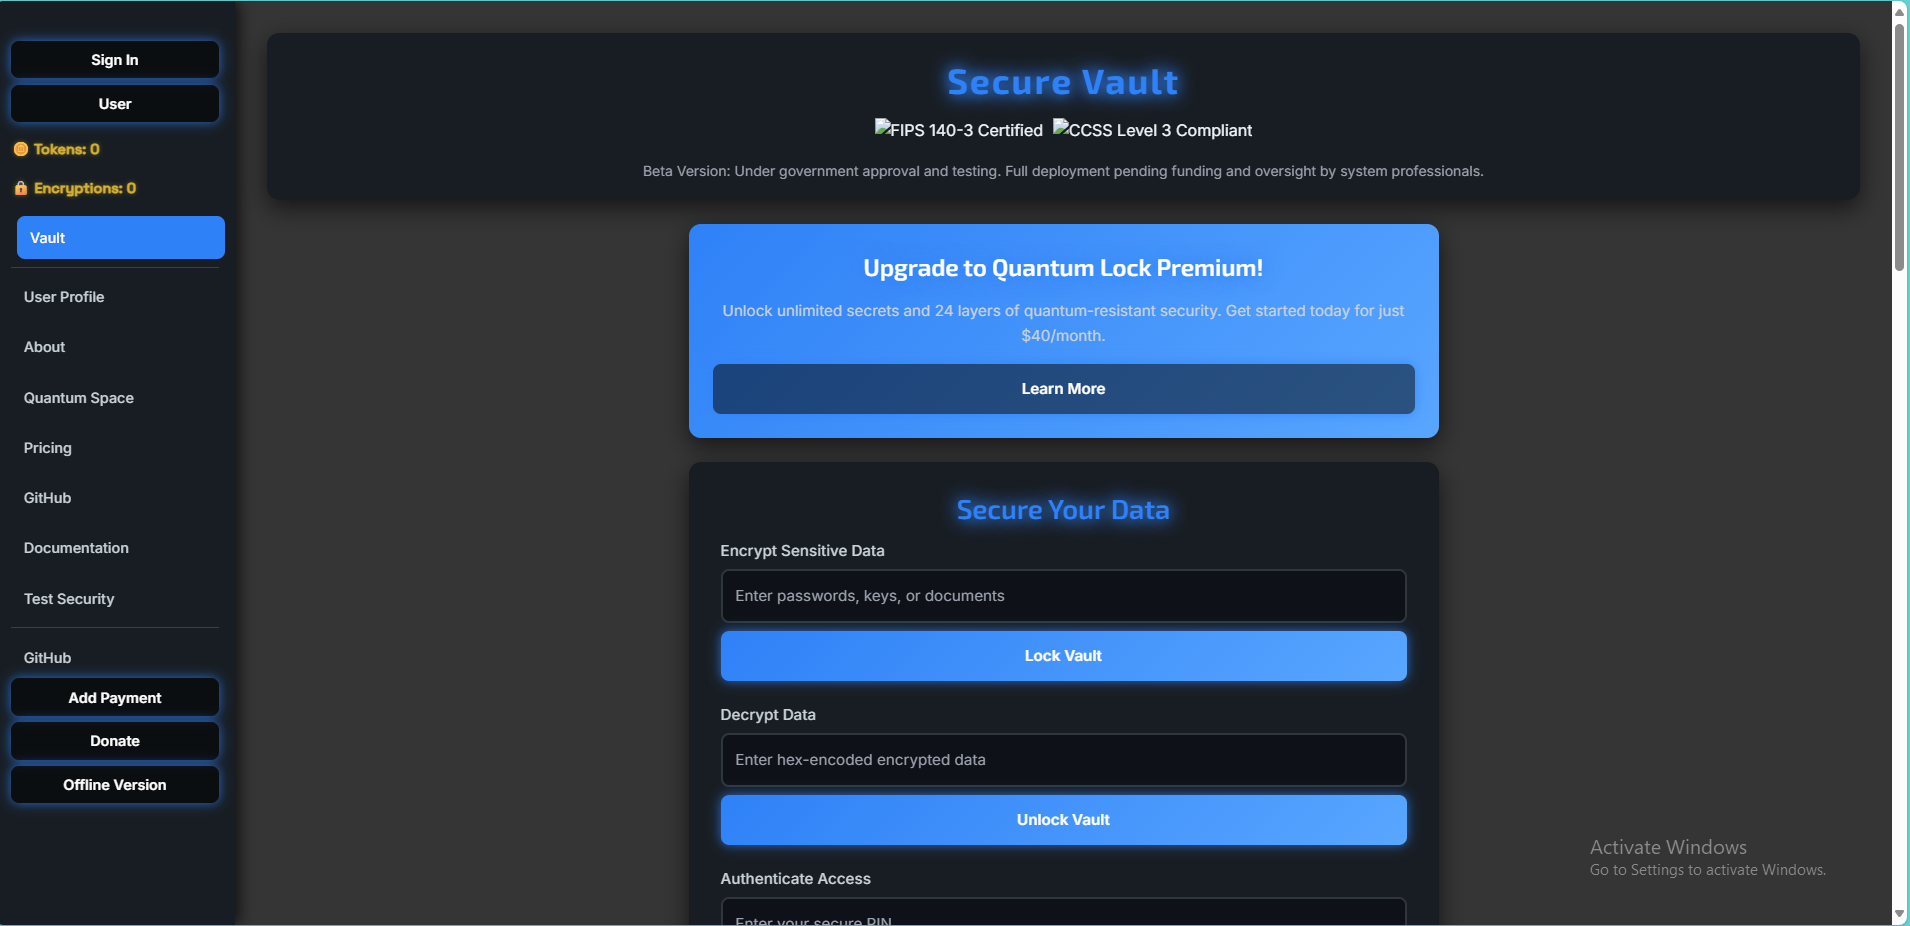 Sign In
User
Tokens: 0
Encryptions: 0
Vault
User Profile
About
Quantum Space
Pricing
GitHub
Documentation
Test Security
GitHub
Add Payment
Donate
Offline Version
Secure Vault
FIPS 140-3 Certified CCSS Level 3 Compliant
Beta Version: Under government approval and testing. Full deployment pending funding and oversight by system professionals.
Upgrade to Quantum Lock Premium!
Unlock unlimited secrets and 24 layers of quantum-resistant security. Get started today for just
$40/month.
Learn More
Secure Your Data
Encrypt Sensitive Data
Enter passwords, keys, or documents
Lock Vault
Decrypt Data
Enter hex-encoded encrypted data
Unlock Vault
Authenticate Access
Enter your secure PIN
Activate Windows
Go to Settings to activate Windows.